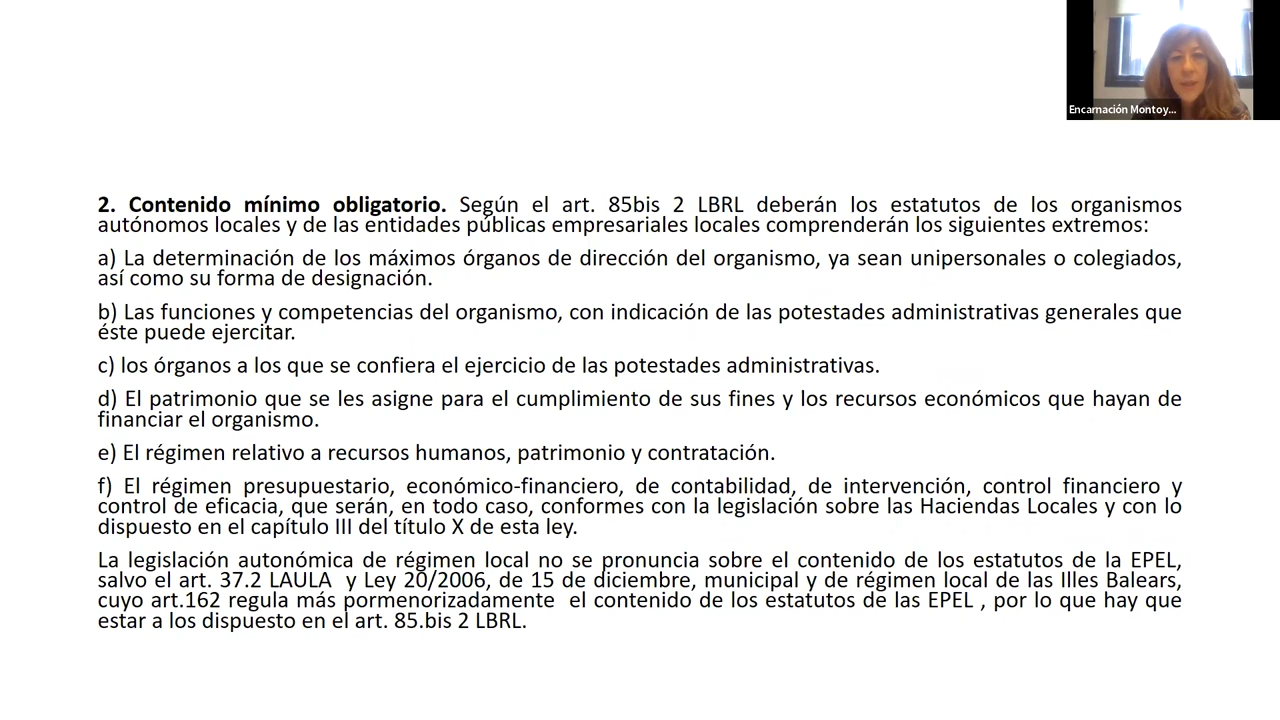 Encarnación Montoy...
2. Contenido mínimo obligatorio. Según el art. 85bis 2 LBRL deberán los estatutos de los organismos
autónomos locales y de las entidades públicas empresariales locales comprenderán los siguientes extremos:
a) La determinación de los máximos órganos de dirección del organismo, ya sean unipersonales o colegiados,
así como su forma de designación.
b) Las funciones y competencias del organismo, con indicación de las potestades administrativas generales que
éste puede ejercitar.
c) los órganos a los que se confiera el ejercicio de las potestades administrativas.
d) El patrimonio que se les asigne para el cumplimiento de sus fines y los recursos económicos que hayan de
financiar el organismo.
e) El régimen relativo a recursos humanos, patrimonio y contratación.
f) El régimen presupuestario, económico-financiero, de contabilidad, de intervención, control financiero y
control de eficacia, que serán, en todo caso, conformes con la legislación sobre las Haciendas Locales y con lo
dispuesto en el capítulo III del título X de esta ley.
La legislación autonómica de régimen local no se pronuncia sobre el contenido de los estatutos de la EPEL,
salvo el art. 37.2 LAULA y Ley 20/2006, de 15 de diciembre, municipal y de régimen local de las Illes Balears,
cuyo art.162 regula más pormenorizadamente el contenido de los estatutos de las EPEL , por lo que hay que
estar a los dispuesto en el art. 85.bis 2 LBRL.